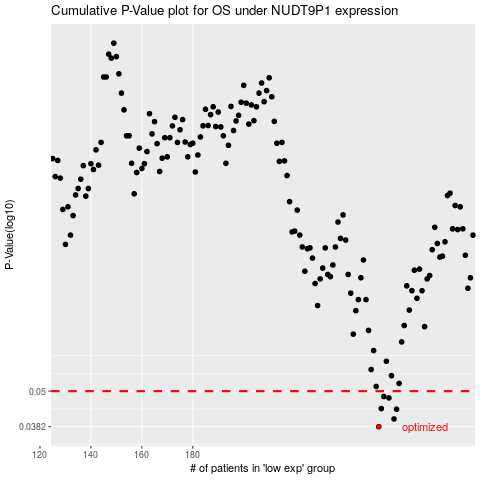 Cumulative P-Value plot for OS under NUDT9P1 expression
P-Value(log10)
0.05
0.0382
optimized
120 140 160 180
# of patients in 'low exp' group